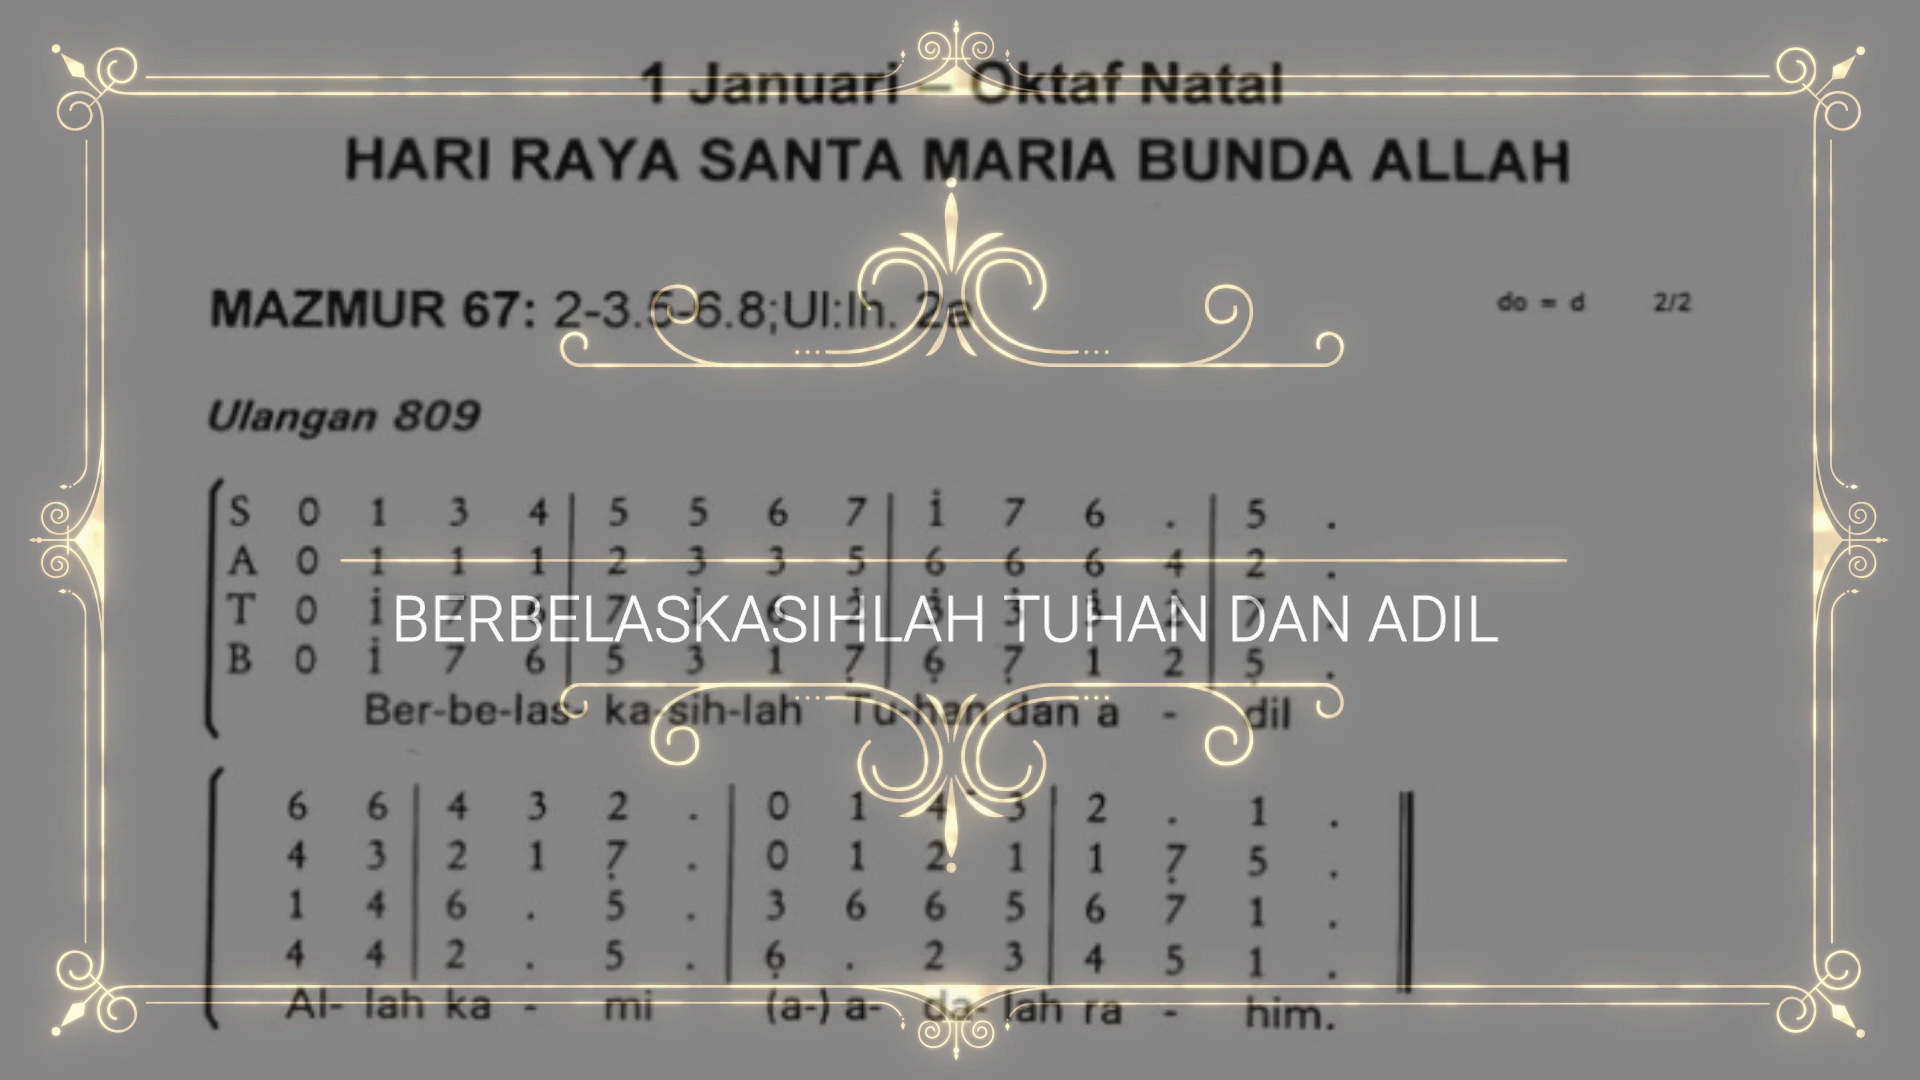 1 Januari – Oktaf Natal
HARI RAYA SANTA MARIA BUNDA ALLAH
MAZMUR 67: 2-3.5-6.8;Ul:lh. 2a
do = d 2/2
Ulangan 809
S 0 1 3 4 | 5 5 6 7 | i 7 6 . | 5 .
A 0 1 1 1 | 2 3 3 5 | 6 6 6 4 | 2 .
T 0 i 7 6 | 7
BERBELASKASIHLAH TUHAN DAN ADIL
B 0 i 7 6 | 5 3 1 7̣ | 6̣ 7̣ 1 2 | 5̣ .
Ber-be-las- ka-sih-lah Tu-han dan a - dil
6 6 | 4 3 2 . | 0 1 4 3 | 2 . 1 . ||
4 3 | 2 1 7̣ . | 0 1 2 1 | 1 7̣ 5 .
1 4 | 6 . 5 . | 3 6 6 5 | 6 7 1 .
4 4 | 2 . 5 . | 6̣ . 2 3 | 4 5 1 .
Al- lah ka - mi (a-) a- da- lah ra - him.